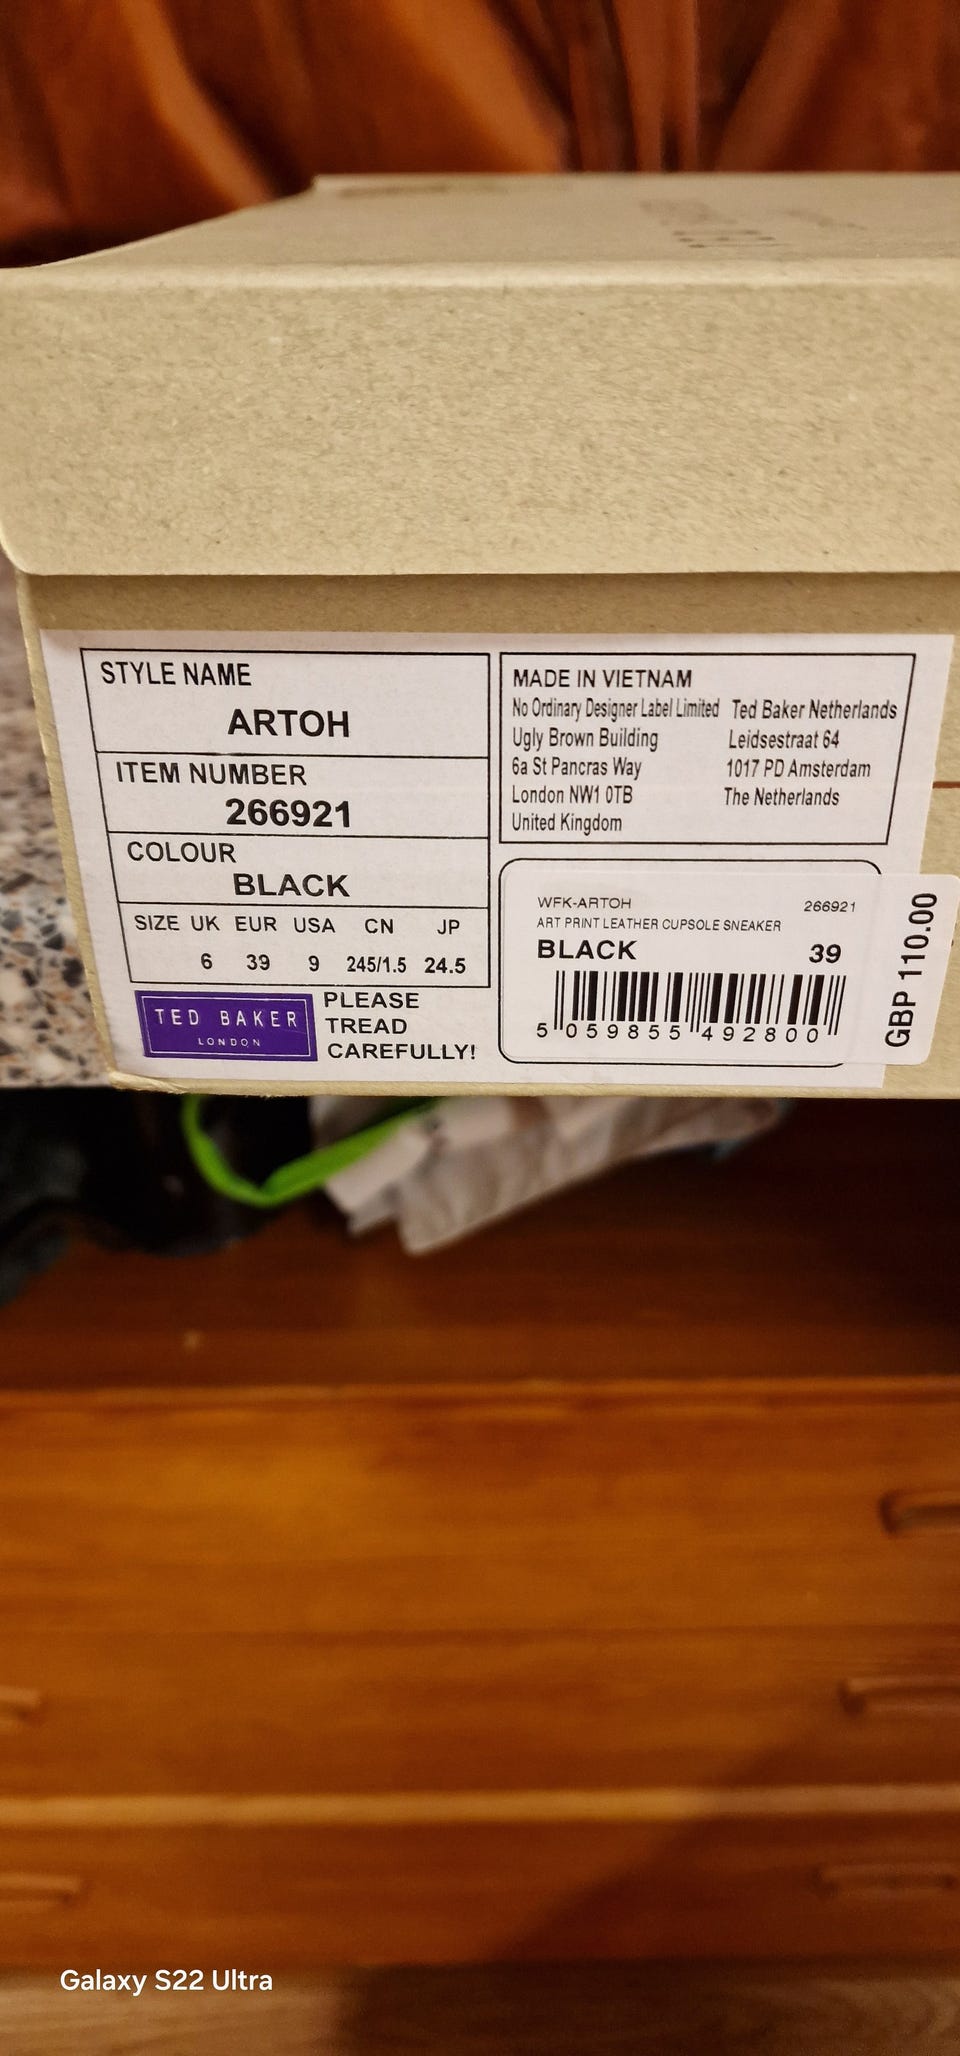 STYLE NAME
ARTOH
ITEM NUMBER
266921
COLOUR
BLACK
SIZE UK EUR USA CN JP
6 39 9 245/1.5 24.5
TED BAKER
LONDON
PLEASE
TREAD
CAREFULLY!
MADE IN VIETNAM
No Ordinary Designer Label Limited Ted Baker Netherlands
Ugly Brown Building Leidsestraat 64
6a St Pancras Way 1017 PD Amsterdam
London NW1 0TB The Netherlands
United Kingdom
WFK-ARTOH 266921
ART PRINT LEATHER CUPSOLE SNEAKER
BLACK 39
5 059855 492800
GBP 110.00
Galaxy S22 Ultra